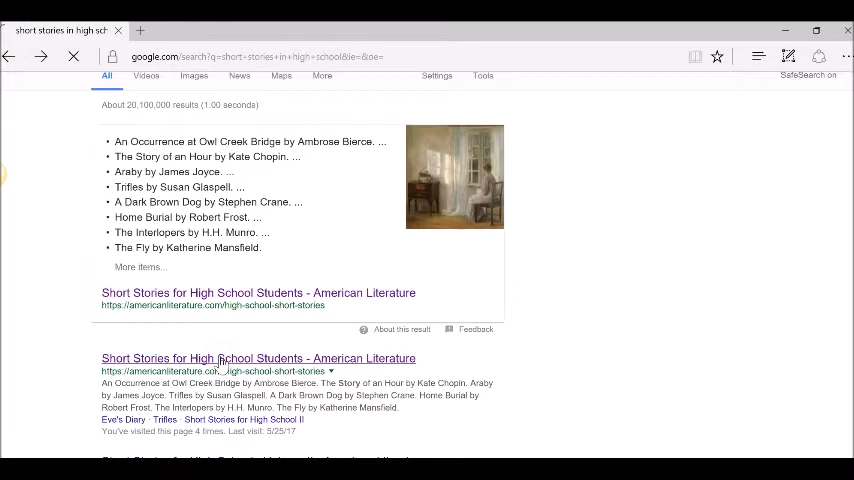 short stories in high sch
google.com/search?q=short+stories+in+high+school&ie=&oe=
All Videos Images News Maps More Settings Tools SafeSearch on
About 20,100,000 results (1.00 seconds)
• An Occurrence at Owl Creek Bridge by Ambrose Bierce. ...
• The Story of an Hour by Kate Chopin. ...
• Araby by James Joyce. ...
• Trifles by Susan Glaspell. ...
• A Dark Brown Dog by Stephen Crane. ...
• Home Burial by Robert Frost. ...
• The Interlopers by H.H. Munro. ...
• The Fly by Katherine Mansfield.
More items...
Short Stories for High School Students - American Literature
https://americanliterature.com/high-school-short-stories
About this result Feedback
Short Stories for High School Students - American Literature
https://americanliterature.com/high-school-short-stories
An Occurrence at Owl Creek Bridge by Ambrose Bierce. The Story of an Hour by Kate Chopin. Araby
by James Joyce. Trifles by Susan Glaspell. A Dark Brown Dog by Stephen Crane. Home Burial by
Robert Frost. The Interlopers by H.H. Munro. The Fly by Katherine Mansfield.
Eve's Diary · Trifles · Short Stories for High School II
You've visited this page 4 times. Last visit: 5/25/17